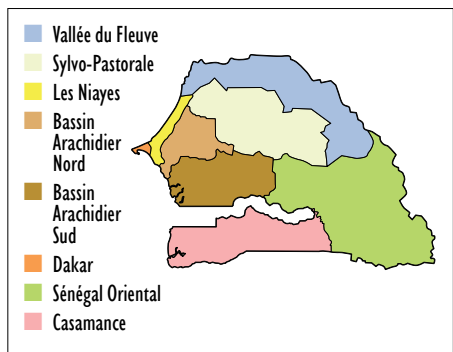 Vallée du Fleuve
Sylvo-Pastorale
Les Niayes
Bassin
Arachidier
Nord
Bassin
Arachidier
Sud
Dakar
Sénégal Oriental
Casamance